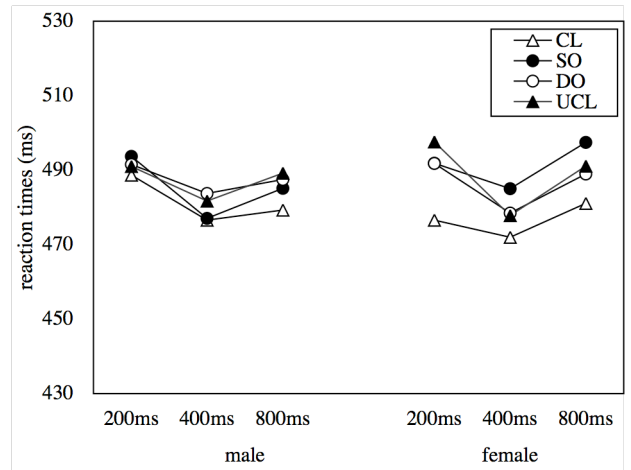 530
510
490
470
450
430
reaction times (ms)
CL
SO
DO
UCL
200ms 400ms 800ms 200ms 400ms 800ms
male female